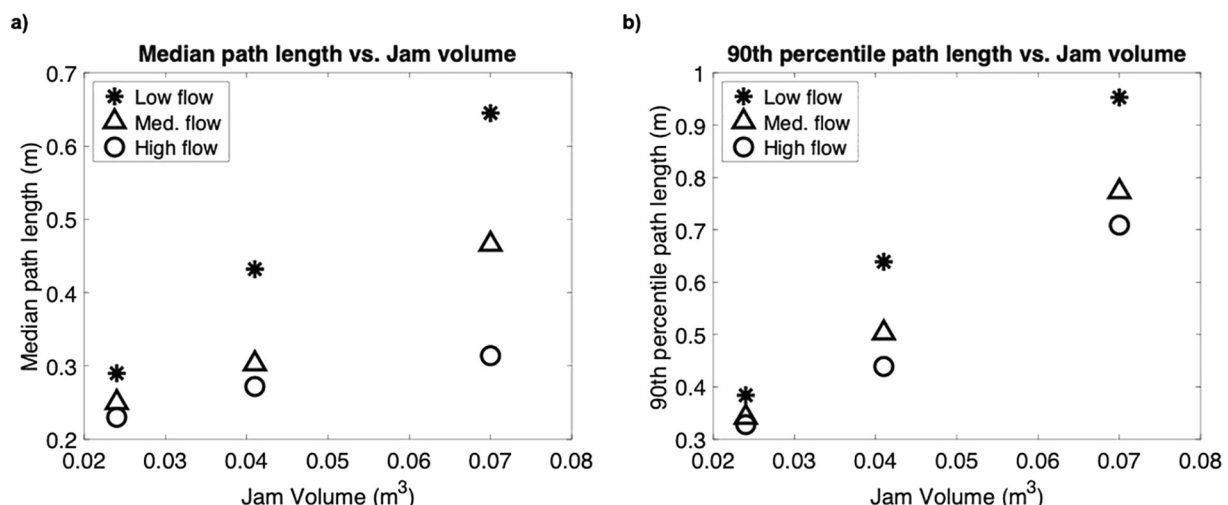 a)
Median path length vs. Jam volume
0.7
0.6
0.5
0.4
0.3
0.2
Median path length (m)
Low flow
Med. flow
High flow
0.02 0.03 0.04 0.05 0.06 0.07 0.08
Jam Volume (m³)
b)
90th percentile path length vs. Jam volume
1
0.9
0.8
0.7
0.6
0.5
0.4
0.3
90th percentile path length (m)
Low flow
Med. flow
High flow
0.02 0.03 0.04 0.05 0.06 0.07 0.08
Jam Volume (m³)